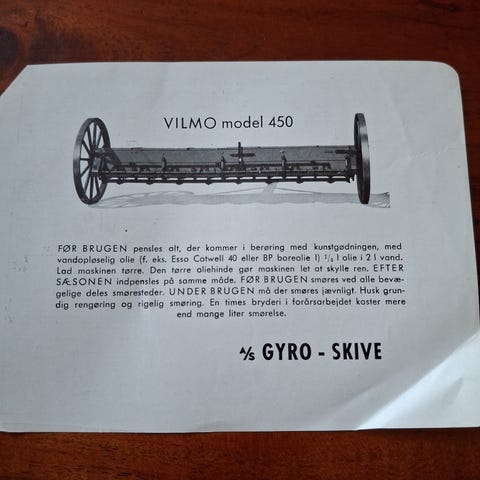 VILMO model 450
FØR BRUGEN pensles alt, der kommer i berøring med kunstgødningen, med
vandopløselig olie (f. eks. Esso Cotwell 40 eller BP boreolie I) ¹/₄ l olie i 2 l vand.
Lad maskinen tørre. Den tørre oliehinde gør maskinen let at skylle ren. EFTER
SÆSONEN indpensles på samme måde. FØR BRUGEN smøres ved alle bevæ-
gelige deles smøresteder. UNDER BRUGEN må der smøres jævnligt. Husk grun-
dig rengøring og rigelig smøring. En times bryderi i forårsarbejdet koster mere
end mange liter smørelse.
A/S GYRO - SKIVE